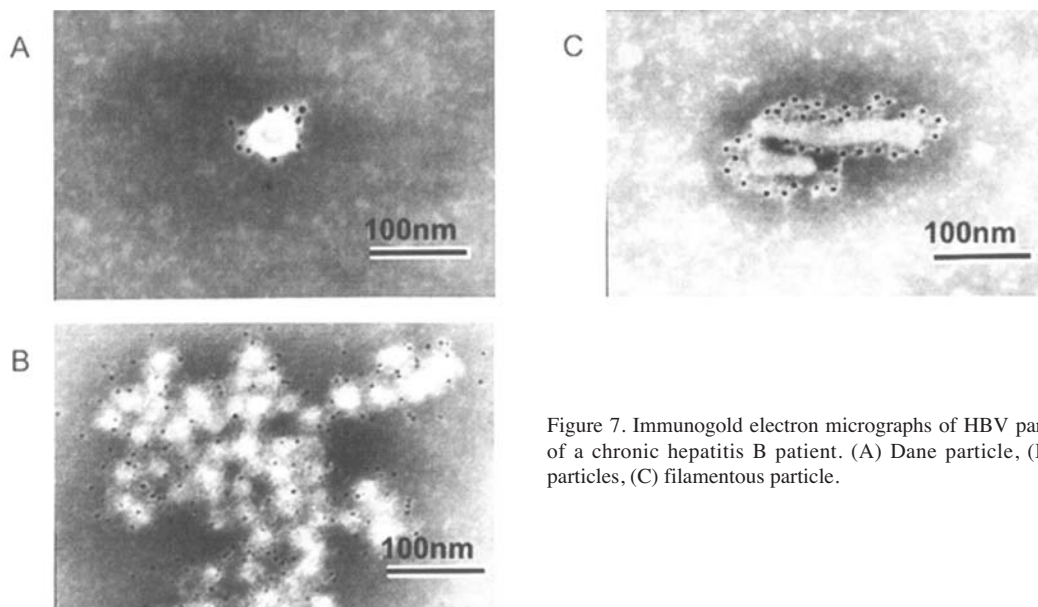 A
100nm
C
100nm
B
100nm
Figure 7. Immunogold electron micrographs of HBV par
of a chronic hepatitis B patient. (A) Dane particle,
particles, (C) filamentous particle.